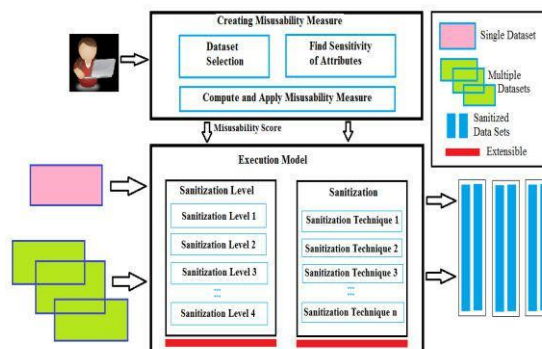 Creating Misusability Measure
Dataset
Selection
Find Sensitivity
of Attributes
Compute and Apply Misusability Measure
Single Dataset
Multiple
Datasets
Sanitized
Data Sets
Extensible
Misusability Score
Execution Model
Sanitization Level
Sanitization Level 1
Sanitization Level 2
Sanitization Level 3
Sanitization Level 4
Sanitization
Sanitization Technique 1
Sanitization Technique 2
Sanitization Technique 3
Sanitization Technique n